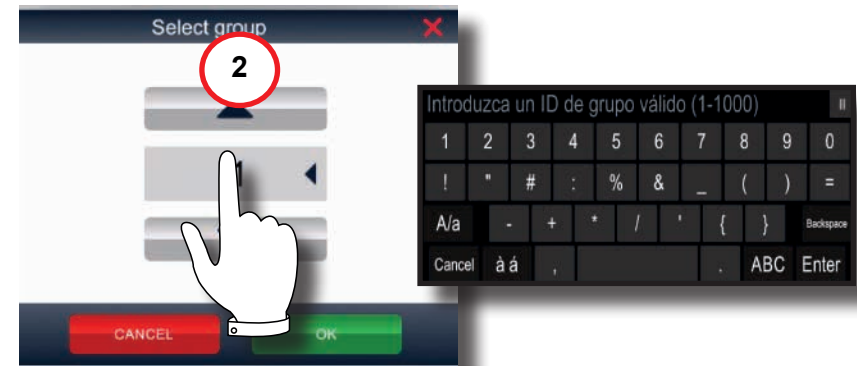 Select group
2
1
CANCEL
OK
Introduzca un ID de grupo válido (1-1000)
1 2 3 4 5 6 7 8 9 0
! " # : % & _ ( ) =
A/a - + * / ' { } Backspace
Cancel à á , . ABC Enter